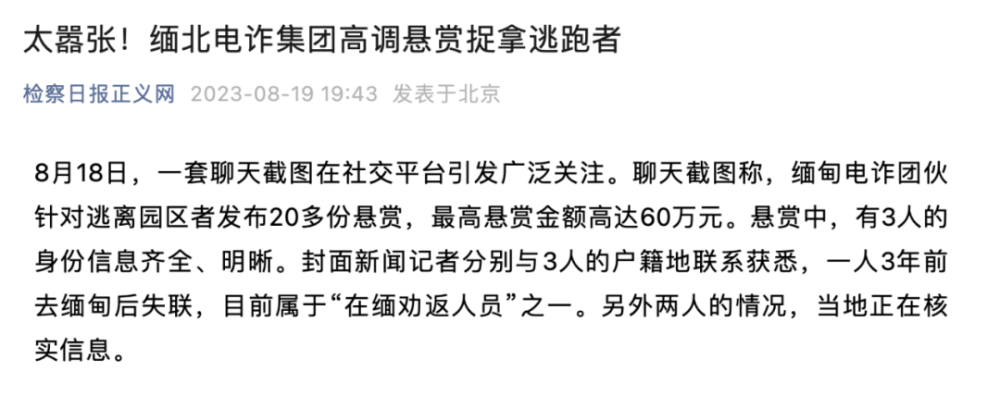 太嚣张！缅北电诈集团高调悬赏捉拿逃跑者
检察日报正义网 2023-08-19 19:43 发表于北京
8月18日，一套聊天截图在社交平台引发广泛关注。聊天截图称，缅甸电诈团伙
针对逃离园区者发布20多份悬赏，最高悬赏金额高达60万元。悬赏中，有3人的
身份信息齐全、明晰。封面新闻记者分别与3人的户籍地联系获悉，一人3年前
去缅甸后失联，目前属于“在缅劝返人员”之一。另外两人的情况，当地正在核
实信息。